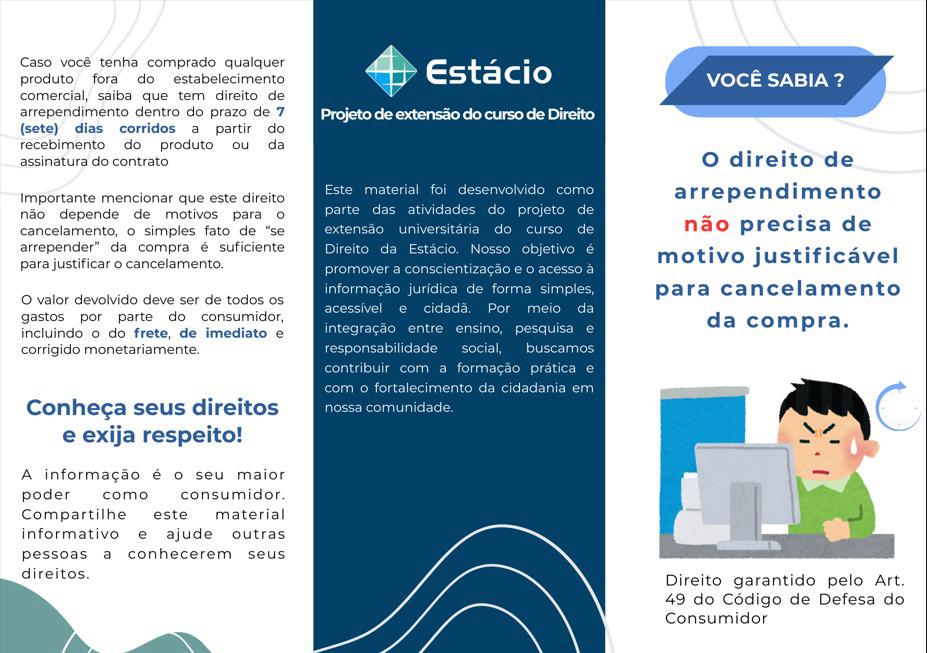 Caso você tenha comprado qualquer
produto fora do estabelecimento
comercial, saiba que tem direito de
arrependimento dentro do prazo de 7
(sete) dias corridos a partir do
recebimento do produto ou da
assinatura do contrato
Importante mencionar que este direito
não depende de motivos para o
cancelamento, o simples fato de “se
arrepender” da compra é suficiente
para justificar o cancelamento.
O valor devolvido deve ser de todos os
gastos por parte do consumidor,
incluindo o do frete, de imediato e
corrigido monetariamente.
Conheça seus direitos
e exija respeito!
A informação é o seu maior
poder como consumidor.
Compartilhe este material
informativo e ajude outras
pessoas a conhecerem seus
direitos.
Estácio
Projeto de extensão do curso de Direito
Este material foi desenvolvido como
parte das atividades do projeto de
extensão universitária do curso de
Direito da Estácio. Nosso objetivo é
promover a conscientização e o acesso à
informação jurídica de forma simples,
acessível e cidadã. Por meio da
integração entre ensino, pesquisa e
responsabilidade social, buscamos
contribuir com a formação prática e
com o fortalecimento da cidadania em
nossa comunidade.
VOCÊ SABIA ?
O direito de
arrependimento
não precisa de
motivo justificável
para cancelamento
da compra.
Direito garantido pelo Art.
49 do Código de Defesa do
Consumidor